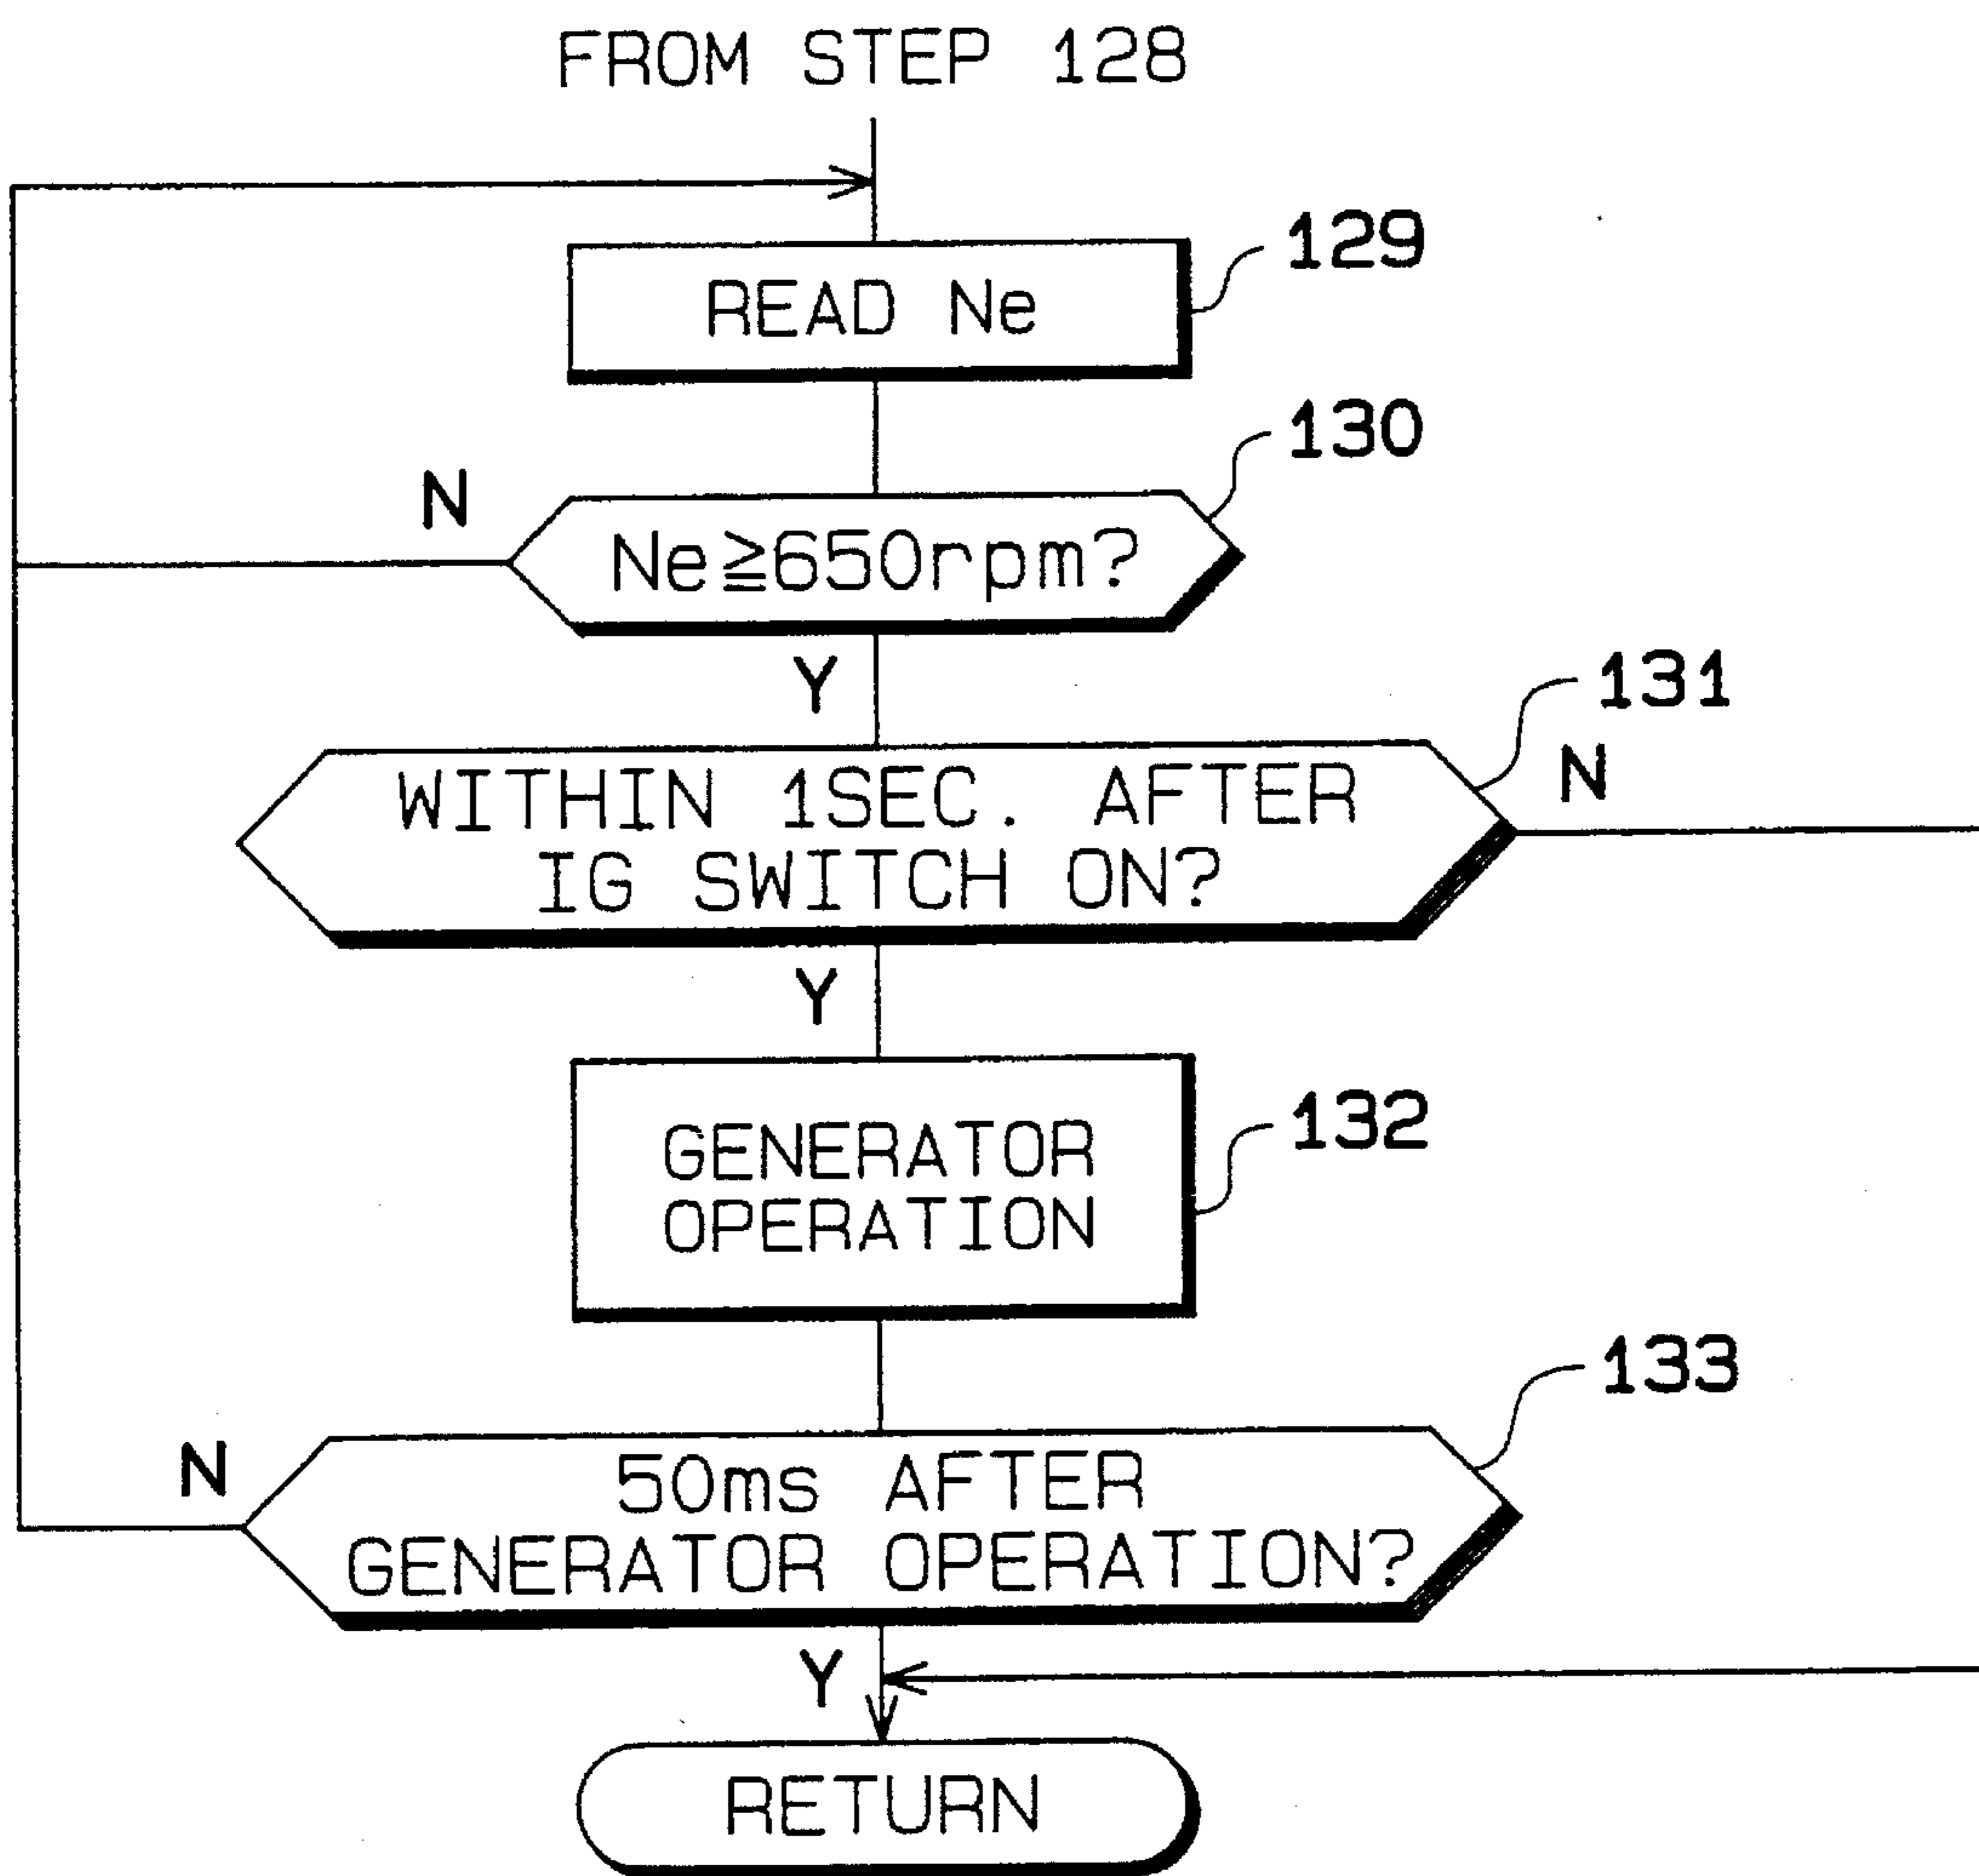 FROM STEP 128
129
READ Ne
130
N
Ne≧650rpm?
Y
131
N
WITHIN 1SEC. AFTER
IG SWITCH ON?
Y
132
GENERATOR
OPERATION
133
N
50ms AFTER
GENERATOR OPERATION?
Y
RETURN